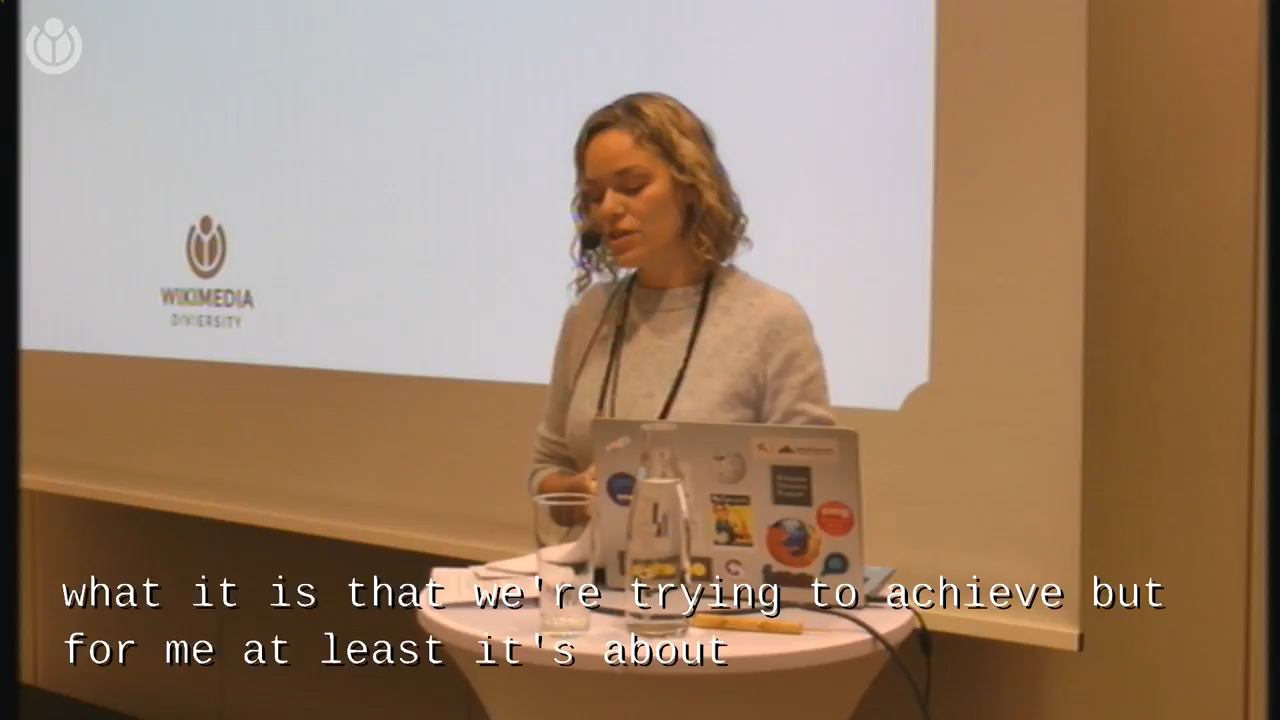 WIKIMEDIA
DIVERSITY
what it is that we're trying to achieve but
for me at least it's about